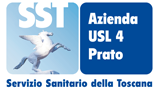 SST
Azienda
USL 4
Prato
Servizio Sanitario della Toscana